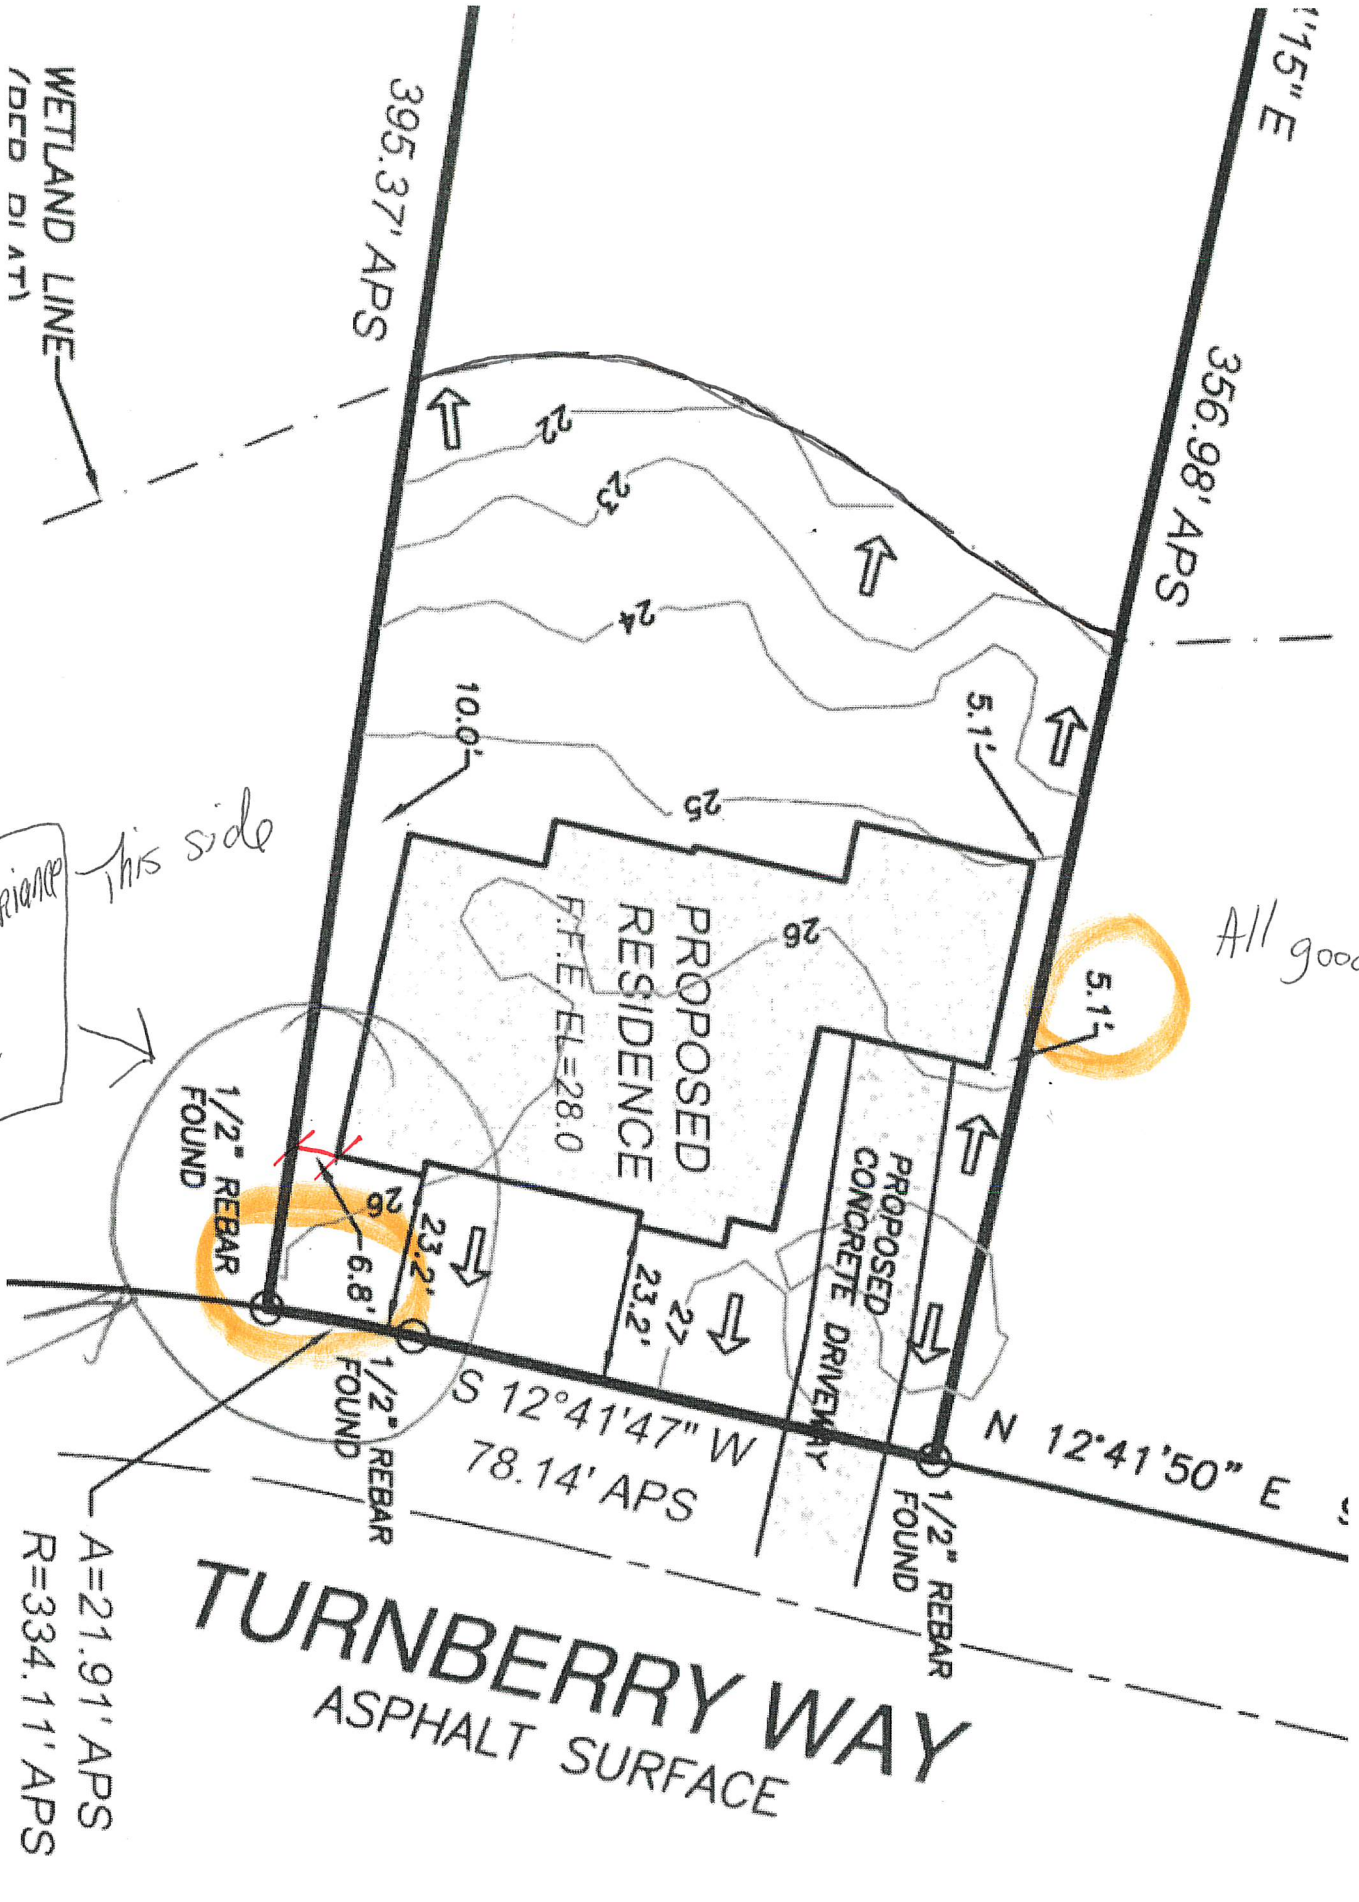 1'15" E
WETLAND LINE
395.37' APS
356.98' APS
22
23
24
10.0'
5.1'
25
This side
All good
26
5.1'
PROPOSED
RESIDENCE
F.F.E. EL=28.0
1/2" REBAR
FOUND
26
6.8'
23.2'
23.2'
27
PROPOSED
CONCRETE DRIVEWAY
1/2" REBAR
FOUND
S 12°41'47" W
78.14' APS
N 12°41'50" E
1/2" REBAR
FOUND
A=21.91' APS
R=334.11' APS
TURNBERRY WAY
ASPHALT SURFACE